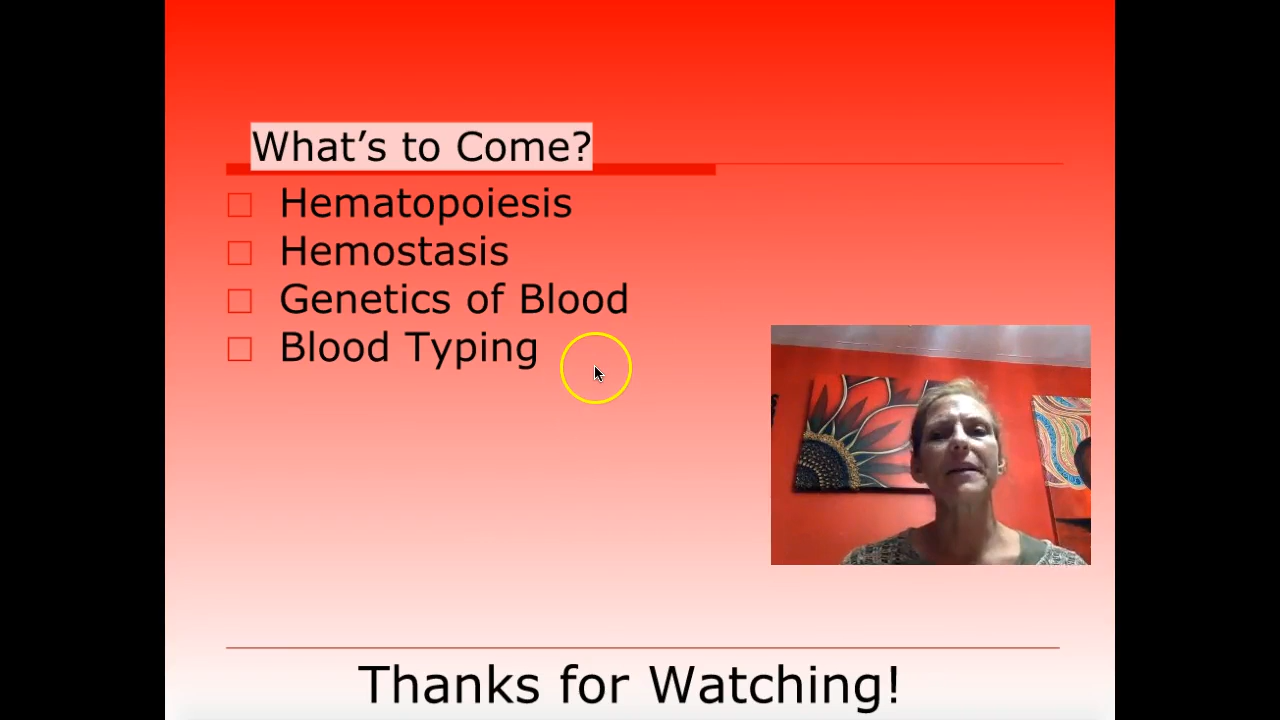 What’s to Come?
Hematopoiesis
Hemostasis
Genetics of Blood
Blood Typing
Thanks for Watching!